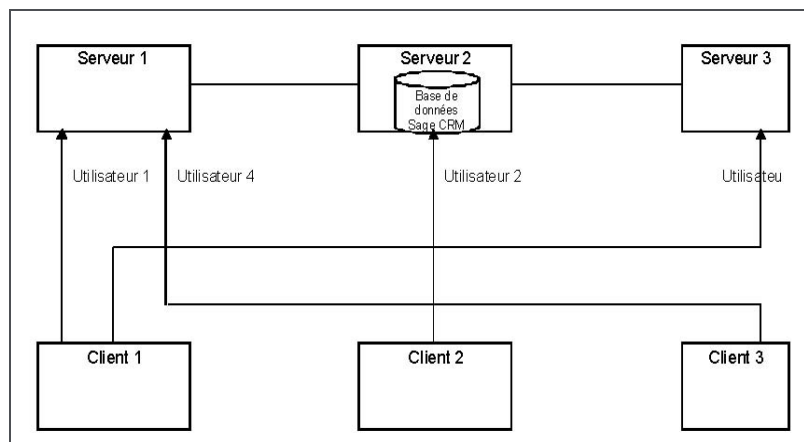 Serveur 1
Serveur 2
Serveur 3
Base de
données
Sage CRM
Utilisateur 1
Utilisateur 4
Utilisateur 2
Utilisateu
Client 1
Client 2
Client 3